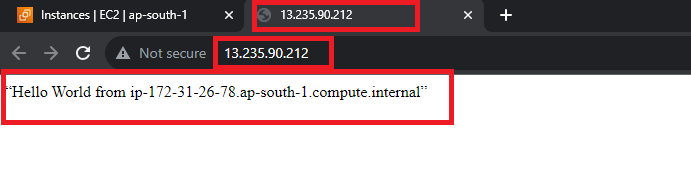 Instances | EC2 | ap-south-1
13.235.90.212
Not secure
13.235.90.212
“Hello World from ip-172-31-26-78.ap-south-1.compute.internal”